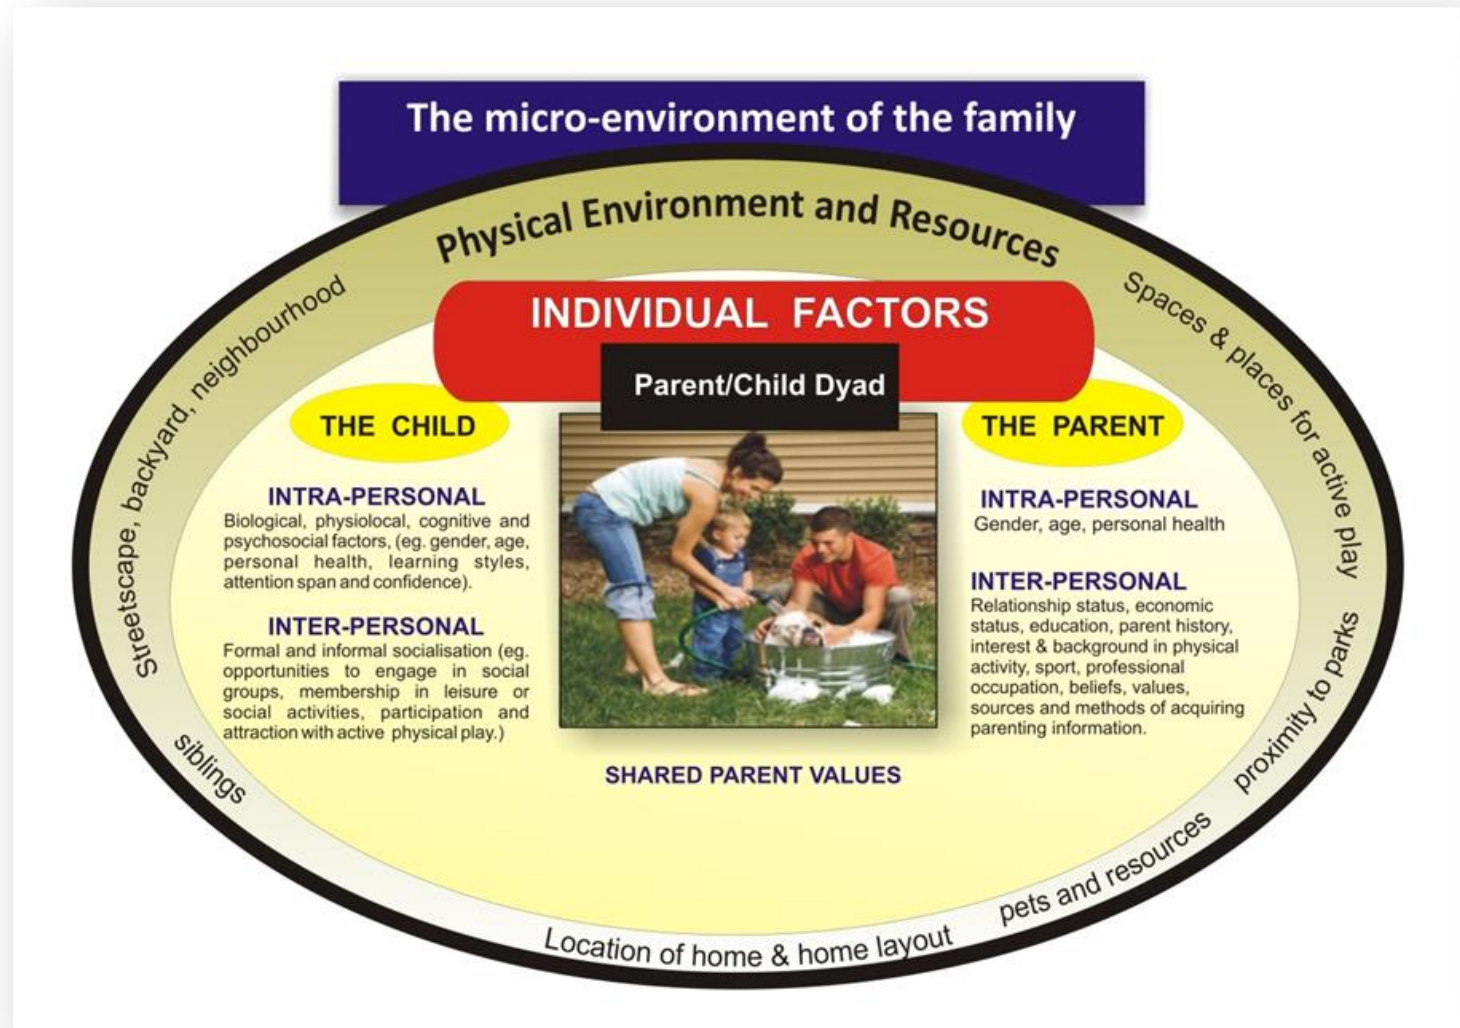 The micro-environment of the family
Physical Environment and Resources
Streetscape, backyard, neighbourhood
Spaces & places for active play
INDIVIDUAL FACTORS
Parent/Child Dyad
THE CHILD
INTRA-PERSONAL
Biological, physiolocal, cognitive and
psychosocial factors, (eg. gender, age,
personal health, learning styles,
attention span and confidence).
INTER-PERSONAL
Formal and informal socialisation (eg.
opportunities to engage in social
groups, membership in leisure or
social activities, participation and
attraction with active physical play.)
THE PARENT
INTRA-PERSONAL
Gender, age, personal health
INTER-PERSONAL
Relationship status, economic
status, education, parent history,
interest & background in physical
activity, sport, professional
occupation, beliefs, values,
sources and methods of acquiring
parenting information.
SHARED PARENT VALUES
siblings
proximity to parks
pets and resources
Location of home & home layout